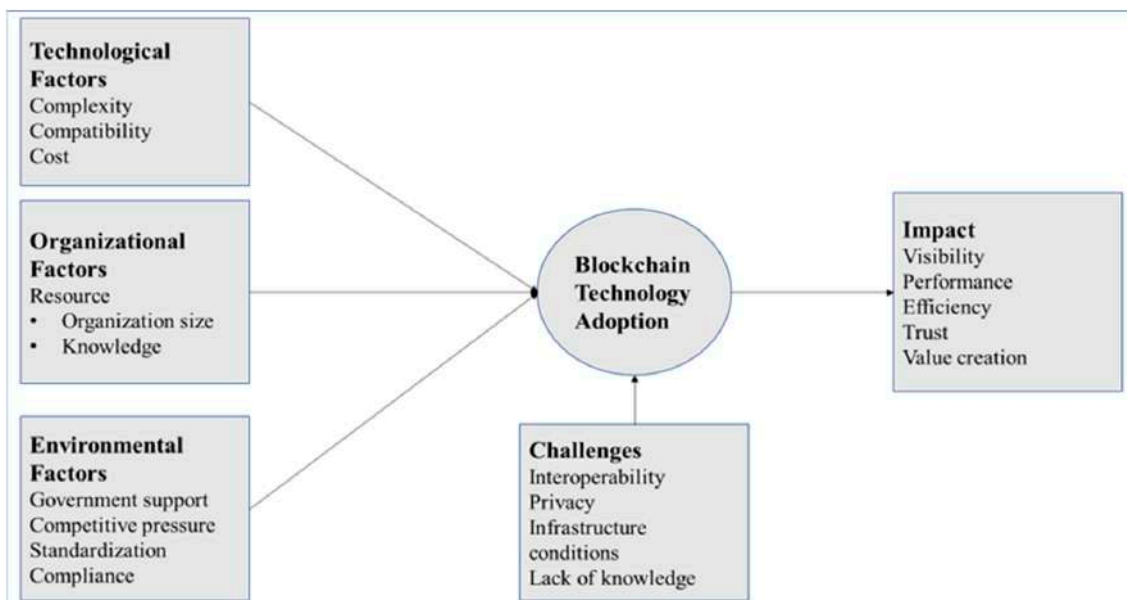 Technological
Factors
Complexity
Compatibility
Cost
Organizational
Factors
Resource
• Organization size
• Knowledge
Environmental
Factors
Government support
Competitive pressure
Standardization
Compliance
Blockchain
Technology
Adoption
Challenges
Interoperability
Privacy
Infrastructure
conditions
Lack of knowledge
Impact
Visibility
Performance
Efficiency
Trust
Value creation